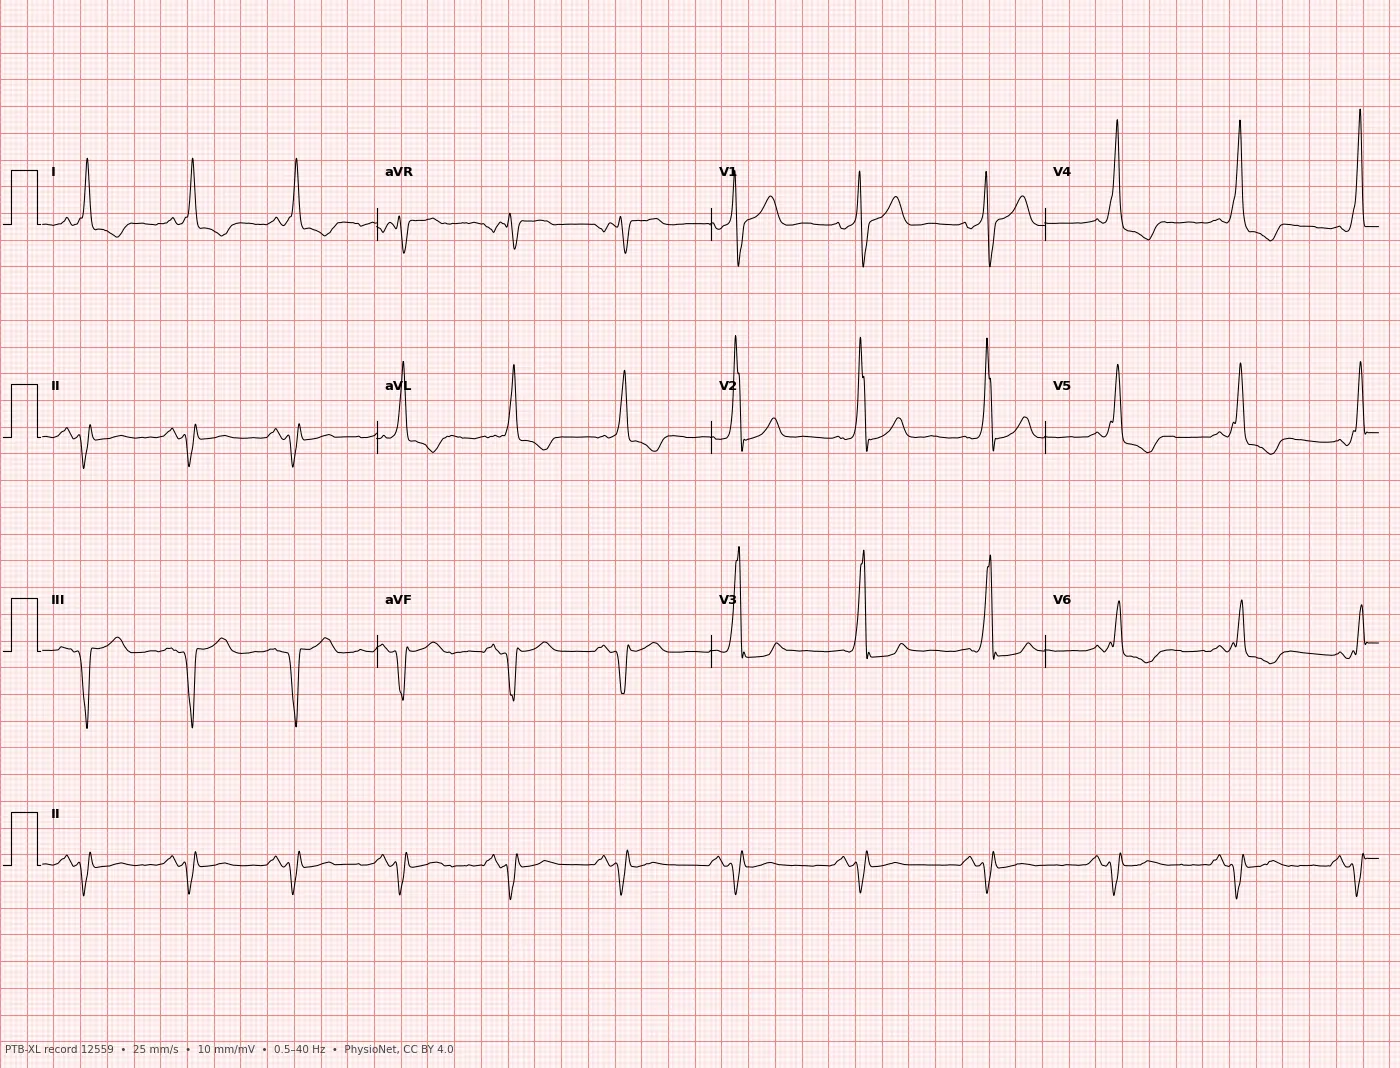 I aVR V1 V4
II aVL V2 V5
III aVF V3 V6
II
PTB-XL record 12559 • 25 mm/s • 10 mm/mV • 0.5–40 Hz • PhysioNet, CC BY 4.0